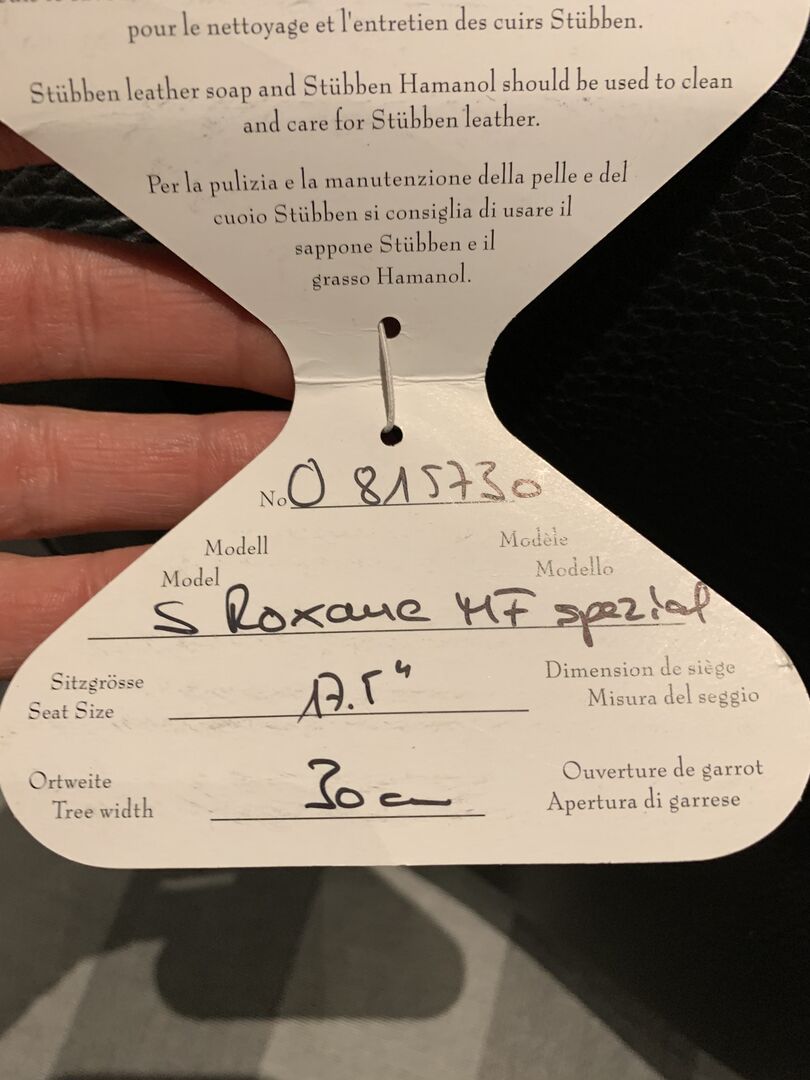 pour le nettoyage et l'entretien des cuirs Stübben.
Stübben leather soap and Stübben Hamanol should be used to clean
and care for Stübben leather.
Per la pulizia e la manutenzione della pelle e del
cuoio Stübben si consiglia di usare il
sappone Stübben e il
grasso Hamanol.
No 0 815730
Modell Modèle
Model Modello
S Roxane MF spezial
Sitzgrösse Dimension de siège
Seat Size 17.5" Misura del seggio
Ortweite Ouverture de garrot
Tree width 30 cm Apertura di garrese